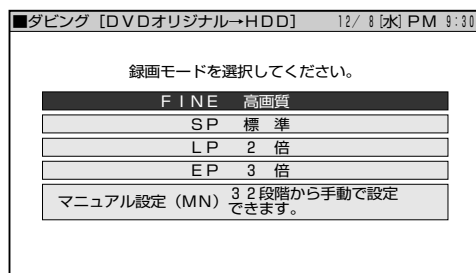 ■ダビング [DVDオリジナル→HDD] 12/ 8[水] PM 9:30
録画モードを選択してください。
FINE 高画質
SP 標 準
LP 2 倍
EP 3 倍
マニュアル設定（MN） 32段階から手動で設定
できます。